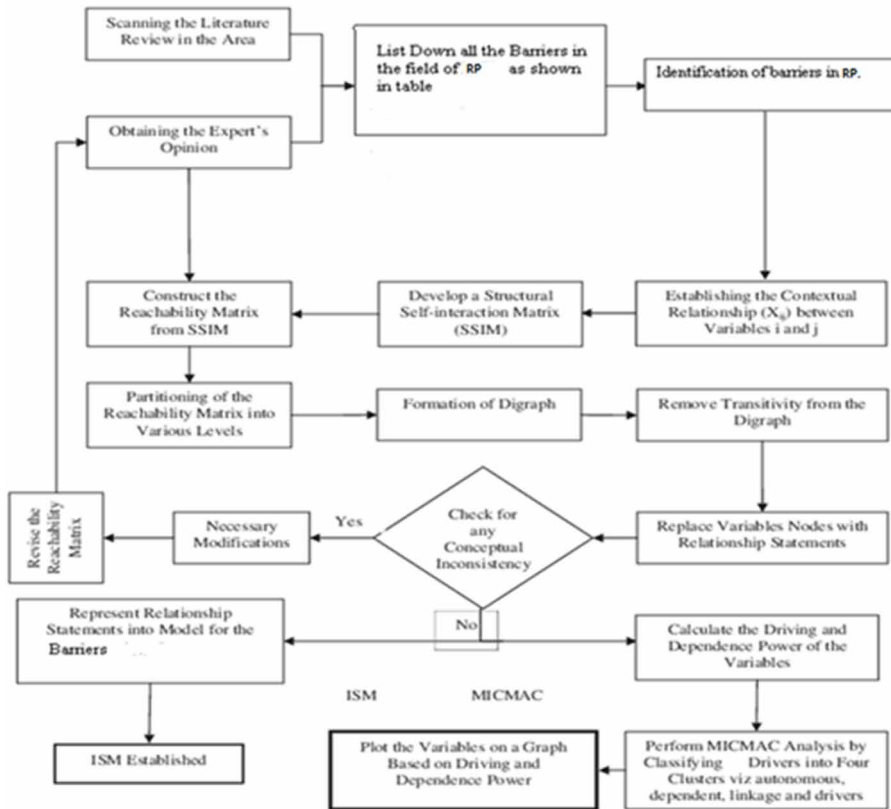 Scanning the Literature
Review in the Area
List Down all the Barriers in
the field of RP as shown
in table
Identification of barriers in RP.
Obtaining the Expert's
Opinion
Construct the
Reachability Matrix
from SSIM
Develop a Structural
Self-interaction Matrix
(SSIM)
Establishing the Contextual
Relationship (Xij) between
Variables i and j
Partitioning of the
Reachability Matrix into
Various Levels
Formation of Digraph
Remove Transitivity from the
Digraph
Revise the
Reachability
Matrix
Necessary
Modifications
Yes
Check for
any
Conceptual
Inconsistency
Replace Variables Nodes with
Relationship Statements
Represent Relationship
Statements into Model for the
Barriers
No
Calculate the Driving and
Dependence Power of the
Variables
ISM
MICMAC
ISM Established
Plot the Variables on a Graph
Based on Driving and
Dependence Power
Perform MICMAC Analysis by
Classifying Drivers into Four
Clusters viz autonomous,
dependent, linkage and drivers